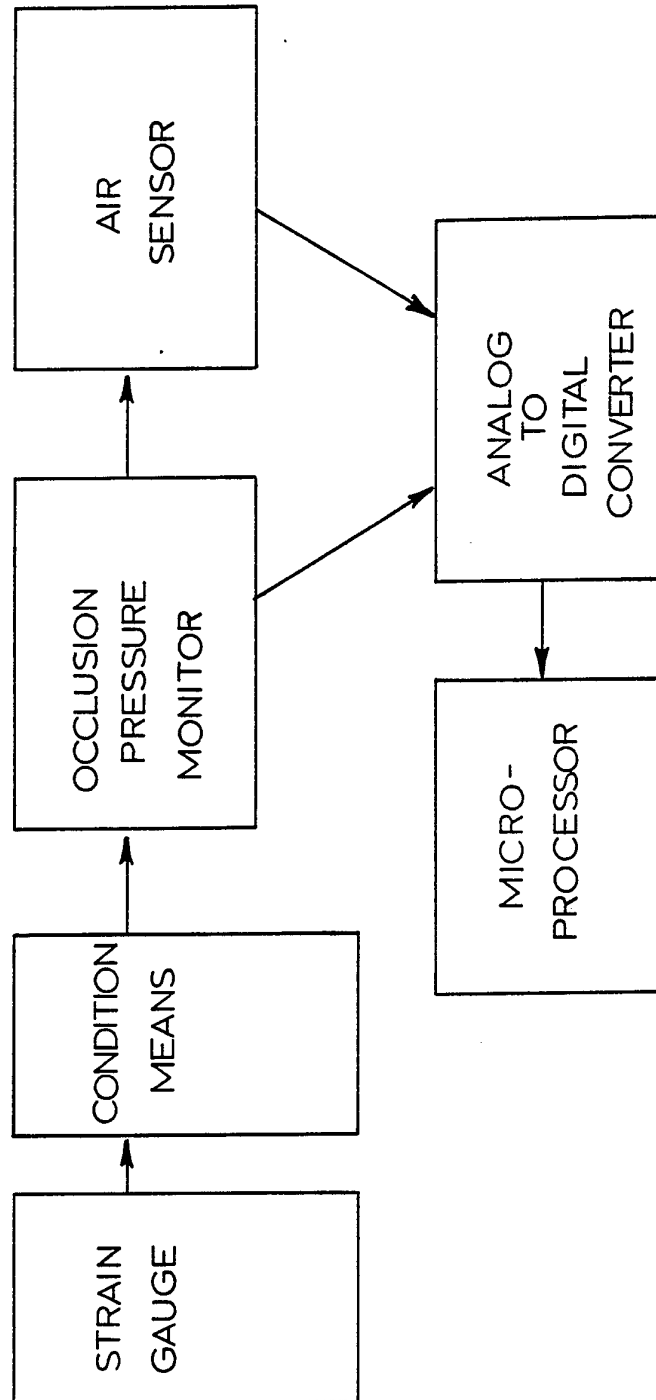 STRAIN
GAUGE
CONDITION
MEANS
OCCLUSION
PRESSURE
MONITOR
AIR
SENSOR
MICRO-
PROCESSOR
ANALOG
TO
DIGITAL
CONVERTER